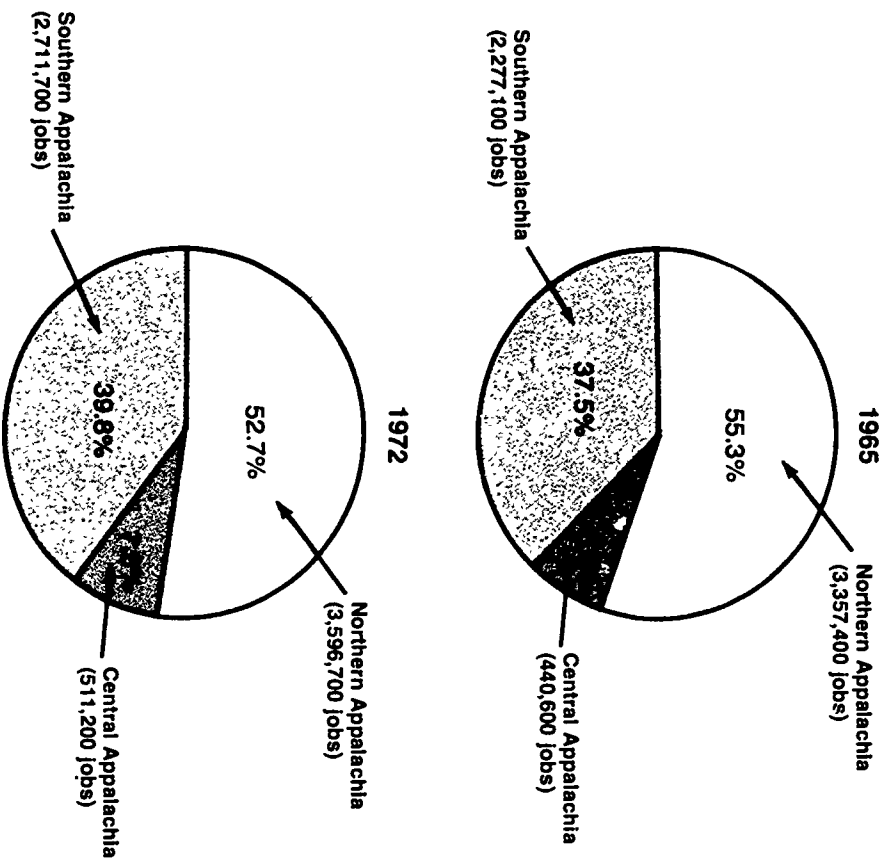 1965
Northern Appalachia
(3,357,400 jobs)
55.3%
Southern Appalachia
(2,277,100 jobs)
37.5%
Central Appalachia
(440,600 jobs)
1972
Northern Appalachia
(3,596,700 jobs)
52.7%
Southern Appalachia
(2,711,700 jobs)
39.8%
Central Appalachia
(511,200 jobs)